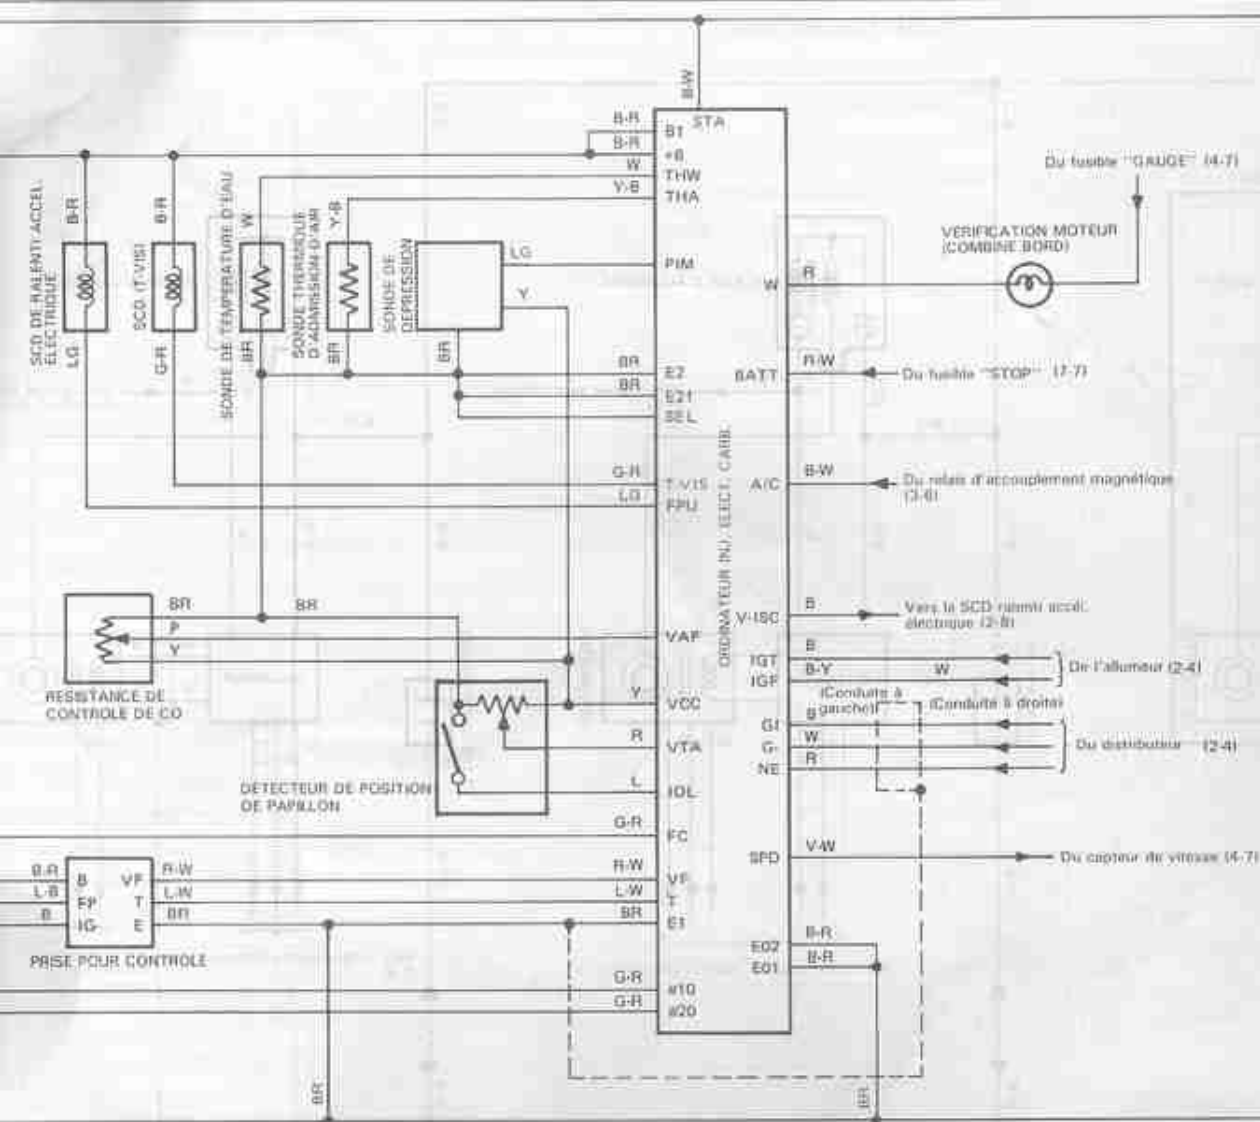 B-W
STA
B-R
B1
B-R
+B
W
THW
Y-B
THA
Du fusible "GAUGE" (4-7)
SCD DE RALENTI ACCEL.
ELECTRIQUE
B-R
LG
SCD (T-VIS)
B-R
G-R
SONDE DE TEMPERATURE D'EAU
W
BR
SONDE THERMIQUE
D'ADMISSION D'AIR
Y-B
BR
SONDE DE
DEPRESSION
BR
LG
PIM
Y
VERIFICATION MOTEUR
(COMBINE BORD)
W
R
BR
E2
BR
E21
SEL
BATT
R-W
Du fusible "STOP" (7-7)
ORDINATEUR INJ. ELECT. CARB.
G-R
T-VIS
LG
FPU
A/C
B-W
Du relais d'accouplement magnétique
(3-6)
V-ISC
B
Vers la SCD ralenti accél.
électrique (2-8)
BR
BR
P
Y
VAF
RESISTANCE DE
CONTROLE DE CO
IGT
B
IGF
B-Y
W
De l'allumeur (2-4)
(Conduite à
gauche)
(Conduite à droite)
Y
VCC
R
VTA
L
IDL
DETECTEUR DE POSITION
DE PAPILLON
G1
B
G-
W
NE
R
Du distributeur (2-4)
G-R
FC
SPD
V-W
Du capteur de vitesse (4-7)
B-R
B
VF
R-W
R-W
VF
L-B
FP
T
L-W
L-W
T
B
IG
E
BR
BR
E1
PRISE POUR CONTROLE
E02
B-R
E01
B-R
G-R
#10
G-R
#20
BR
BR